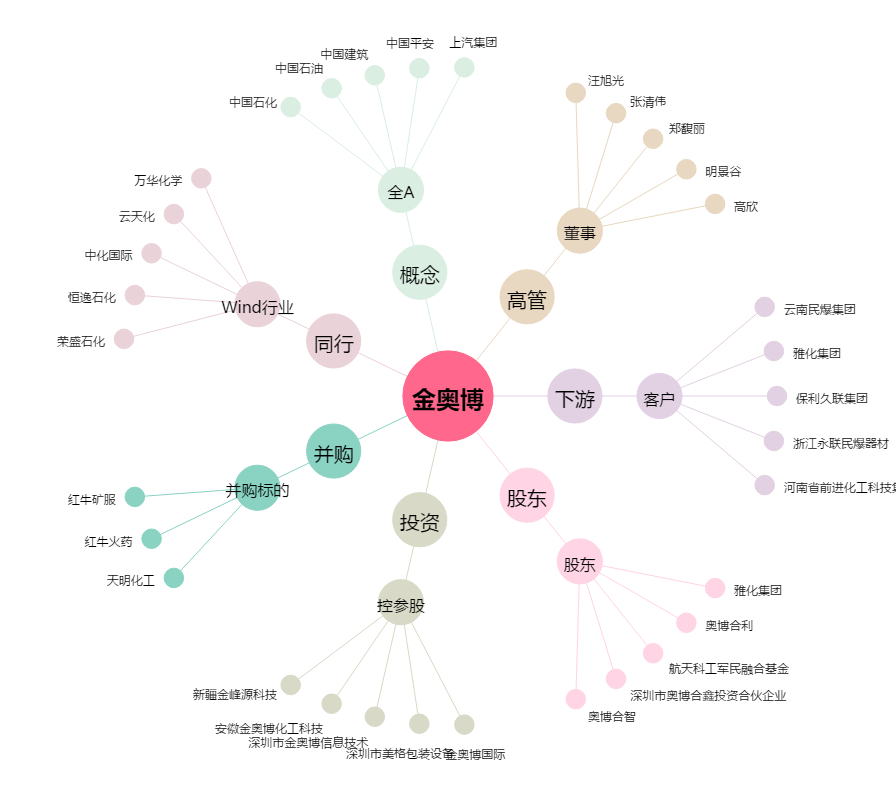 中国平安
上汽集团
中国建筑
中国石油
中国石化
汪旭光
张清伟
郑馥丽
明景谷
高欣
万华化学
云天化
中化国际
恒逸石化
荣盛石化
全A
概念
董事
高管
Wind行业
同行
云南民爆集团
雅化集团
保利久联集团
浙江永联民爆器材
河南省前进化工科技集
金奥博
下游
客户
并购
并购标的
红牛矿服
红牛火药
天明化工
投资
控参股
股东
股东
雅化集团
奥博合利
航天科工军民融合基金
深圳市奥博合鑫投资合伙企业
奥博合智
新疆金峰源科技
安徽金奥博化工科技
深圳市金奥博信息技术
深圳市美格包装设备
金奥博国际